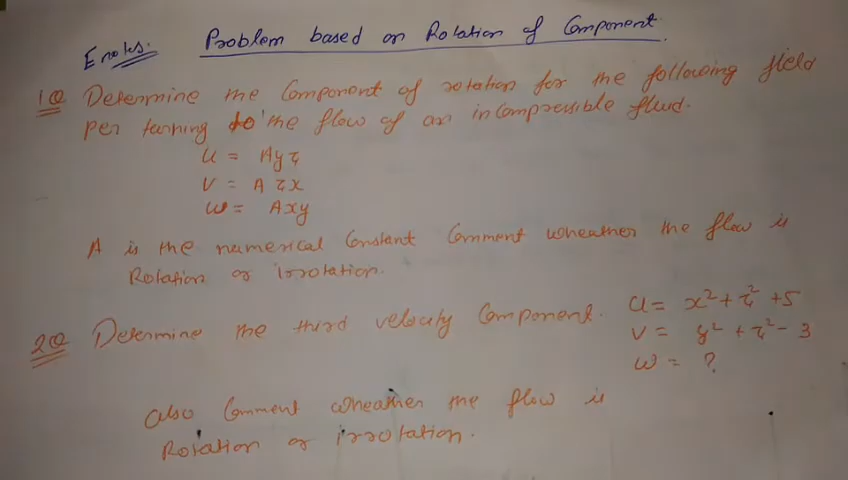 Enotes. Problem based on Rotation of Component.
1Q Determine the Component of rotation for the following field
per tarning to the flow of an incompressible fluid.
u = Ayz
v = Azx
w = Axy
A is the numerical Constant Comment wheather the flow is
Rotation or irrotation.
2Q Determine the third velocity Component. u = x² + z² + 5
v = y² + z² - 3
w = ?
also Comment wheather the flow is
Rotation or irrotation.